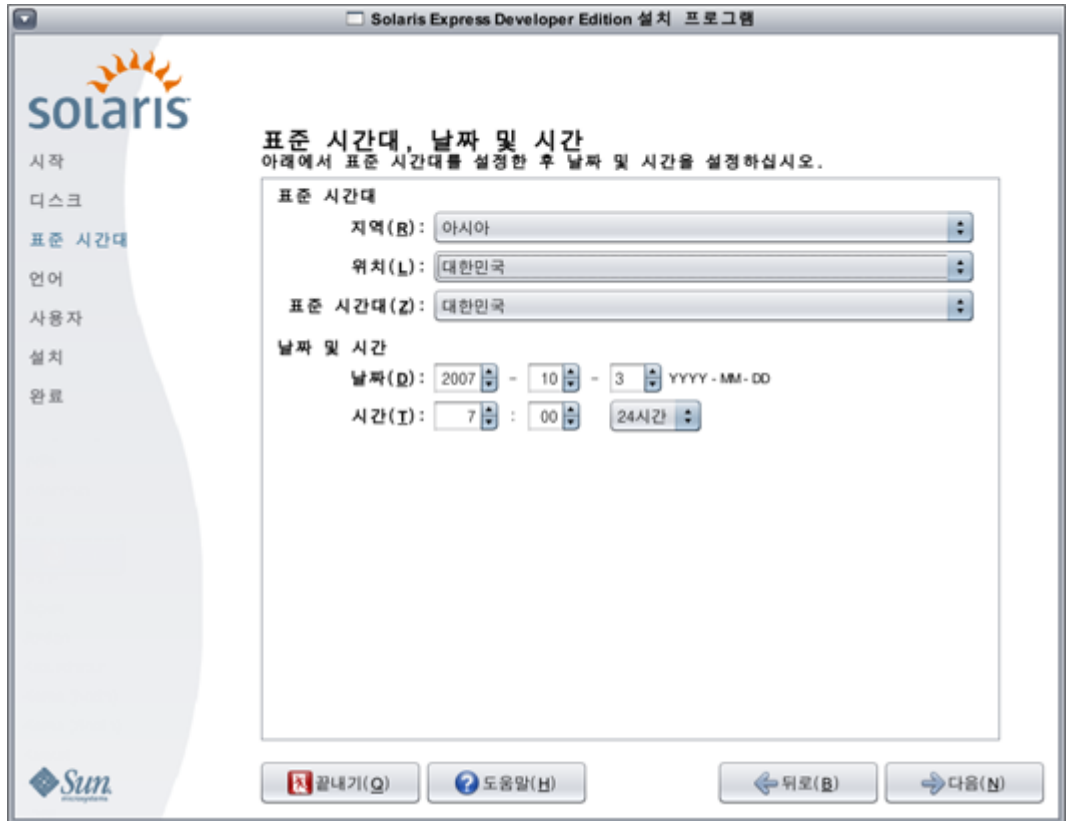 Solaris Express Developer Edition 설치 프로그램
solaris
시작
디스크
표준 시간대
언어
사용자
설치
완료
표준 시간대, 날짜 및 시간
아래에서 표준 시간대를 설정한 후 날짜 및 시간을 설정하십시오.
표준 시간대
지역(R): 아시아
위치(L): 대한민국
표준 시간대(Z): 대한민국
날짜 및 시간
날짜(D): 2007 - 10 - 3 YYYY - MM - DD
시간(T): 7 : 00 24시간
Sun
microsystems
끝내기(Q) 도움말(H) 뒤로(B) 다음(N)